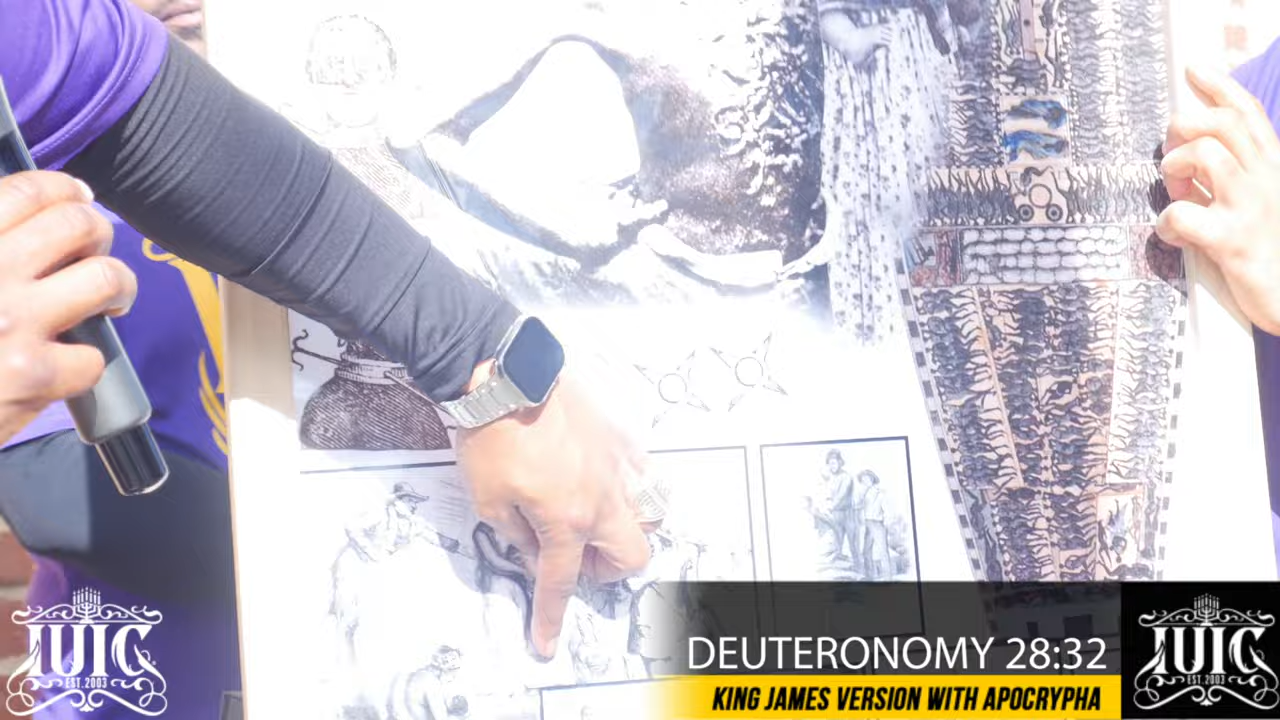 IUIC
EST. 2003
DEUTERONOMY 28:32
KING JAMES VERSION WITH APOCRYPHA
IUIC
EST. 2003